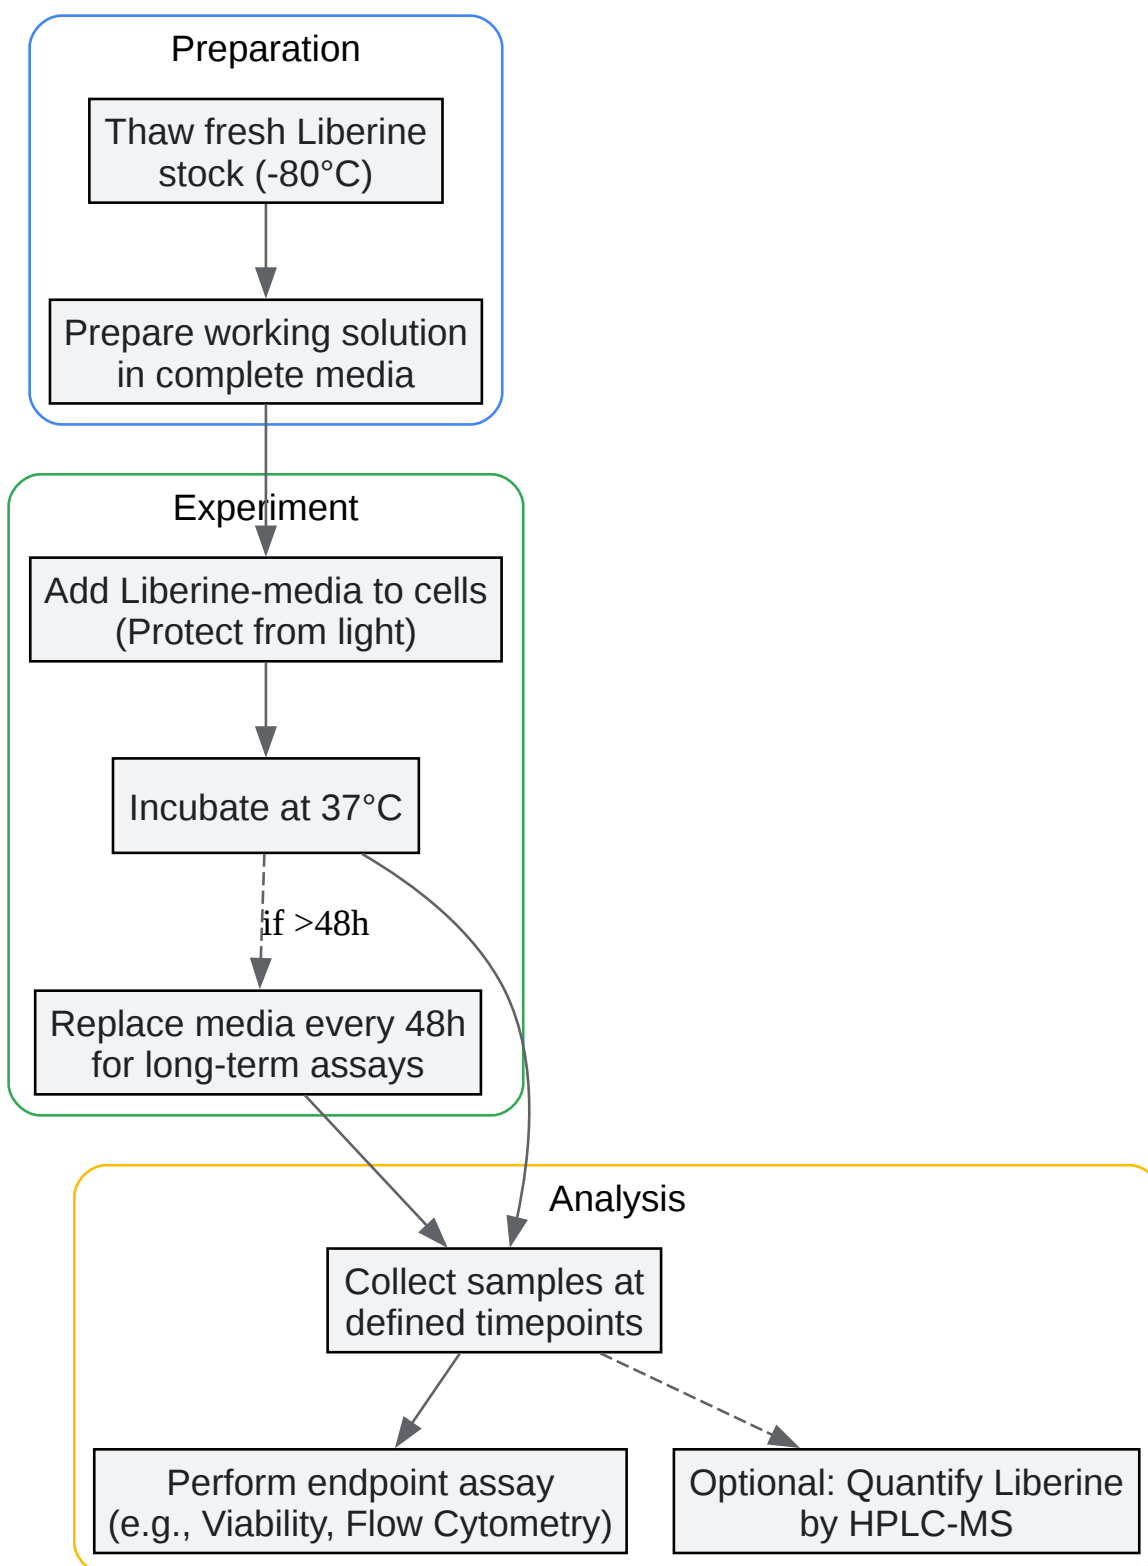 Preparation
Thaw fresh Liberine
stock (-80°C)
Prepare working solution
in complete media
Experiment
Add Liberine-media to cells
(Protect from light)
Incubate at 37°C
if >48h
Replace media every 48h
for long-term assays
Analysis
Collect samples at
defined timepoints
Perform endpoint assay
(e.g., Viability, Flow Cytometry)
Optional: Quantify Liberine
by HPLC-MS